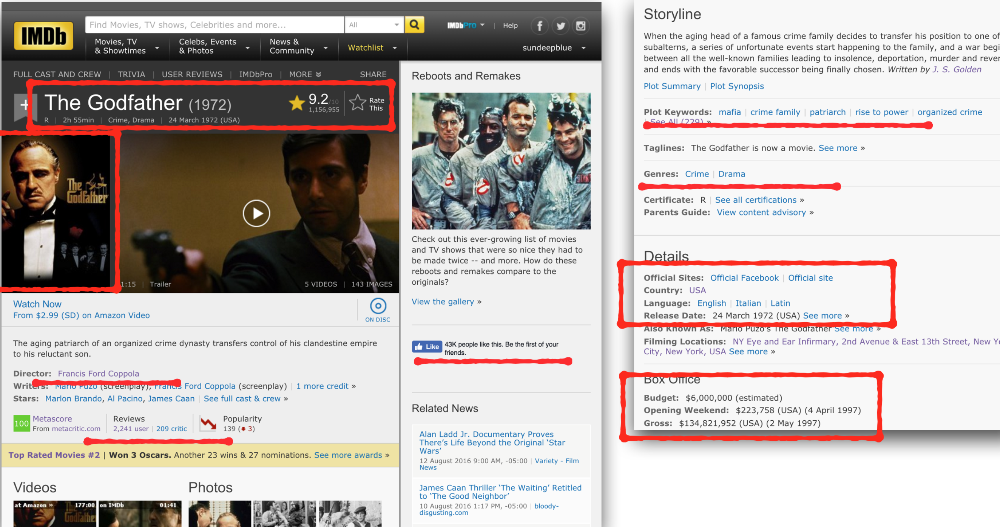 IMDb
Find Movies, TV shows, Celebrities and more...
All
IMDbPro | Help
Movies, TV & Showtimes
Celebs, Events & Photos
News & Community
Watchlist
sundeepblue
FULL CAST AND CREW | TRIVIA | USER REVIEWS | IMDbPro | MORE
SHARE
+
The Godfather (1972)
9.2/10
1,156,955
Rate This
R | 2h 55min | Crime, Drama | 24 March 1972 (USA)
The Godfather
1:15 | Trailer
5 VIDEOS | 143 IMAGES
Watch Now
From $2.99 (SD) on Amazon Video
ON DISC
The aging patriarch of an organized crime dynasty transfers control of his clandestine empire
to his reluctant son.
Director: Francis Ford Coppola
Writers: Mario Puzo (screenplay), Francis Ford Coppola (screenplay) | 1 more credit »
Stars: Marlon Brando, Al Pacino, James Caan | See full cast & crew »
100
Metascore
From metacritic.com
Reviews
2,241 user | 209 critic
Popularity
139 ( 3)
Top Rated Movies #2 | Won 3 Oscars. Another 23 wins & 27 nominations. See more awards »
Videos
at Amazon » 177:00
The Godfather
on IMDb 01:41
Photos
Reboots and Remakes
Check out this ever-growing list of movies
and TV shows that were so nice they had to
be made twice -- and more. How do these
reboots and remakes compare to the
originals?
View the gallery »
Like
43K people like this. Be the first of your
friends.
Related News
Alan Ladd Jr. Documentary Proves
There's Life Beyond the Original 'Star
Wars'
12 August 2016 9:00 AM, -05:00 | Variety - Film
News
James Caan Thriller 'The Waiting' Retitled
to 'The Good Neighbor'
10 August 2016 1:17 PM, -05:00 | bloody-
disgusting.com
Storyline
When the aging head of a famous crime family decides to transfer his position to one of
subalterns, a series of unfortunate events start happening to the family, and a war begi
between all the well-known families leading to insolence, deportation, murder and rever
and ends with the favorable successor being finally chosen. Written by J. S. Golden
Plot Summary | Plot Synopsis
Plot Keywords: mafia | crime family | patriarch | rise to power | organized crime
| See All (229) »
Taglines: The Godfather is now a movie. See more »
Genres: Crime | Drama
Certificate: R | See all certifications »
Parents Guide: View content advisory »
Details
Official Sites: Official Facebook | Official site
Country: USA
Language: English | Italian | Latin
Release Date: 24 March 1972 (USA) See more »
Also Known As: Mario Puzo's The Godfather See more »
Filming Locations: NY Eye and Ear Infirmary, 2nd Avenue & East 13th Street, New Yo
City, New York, USA See more »
Box Office
Budget: $6,000,000 (estimated)
Opening Weekend: $223,758 (USA) (4 April 1997)
Gross: $134,821,952 (USA) (2 May 1997)